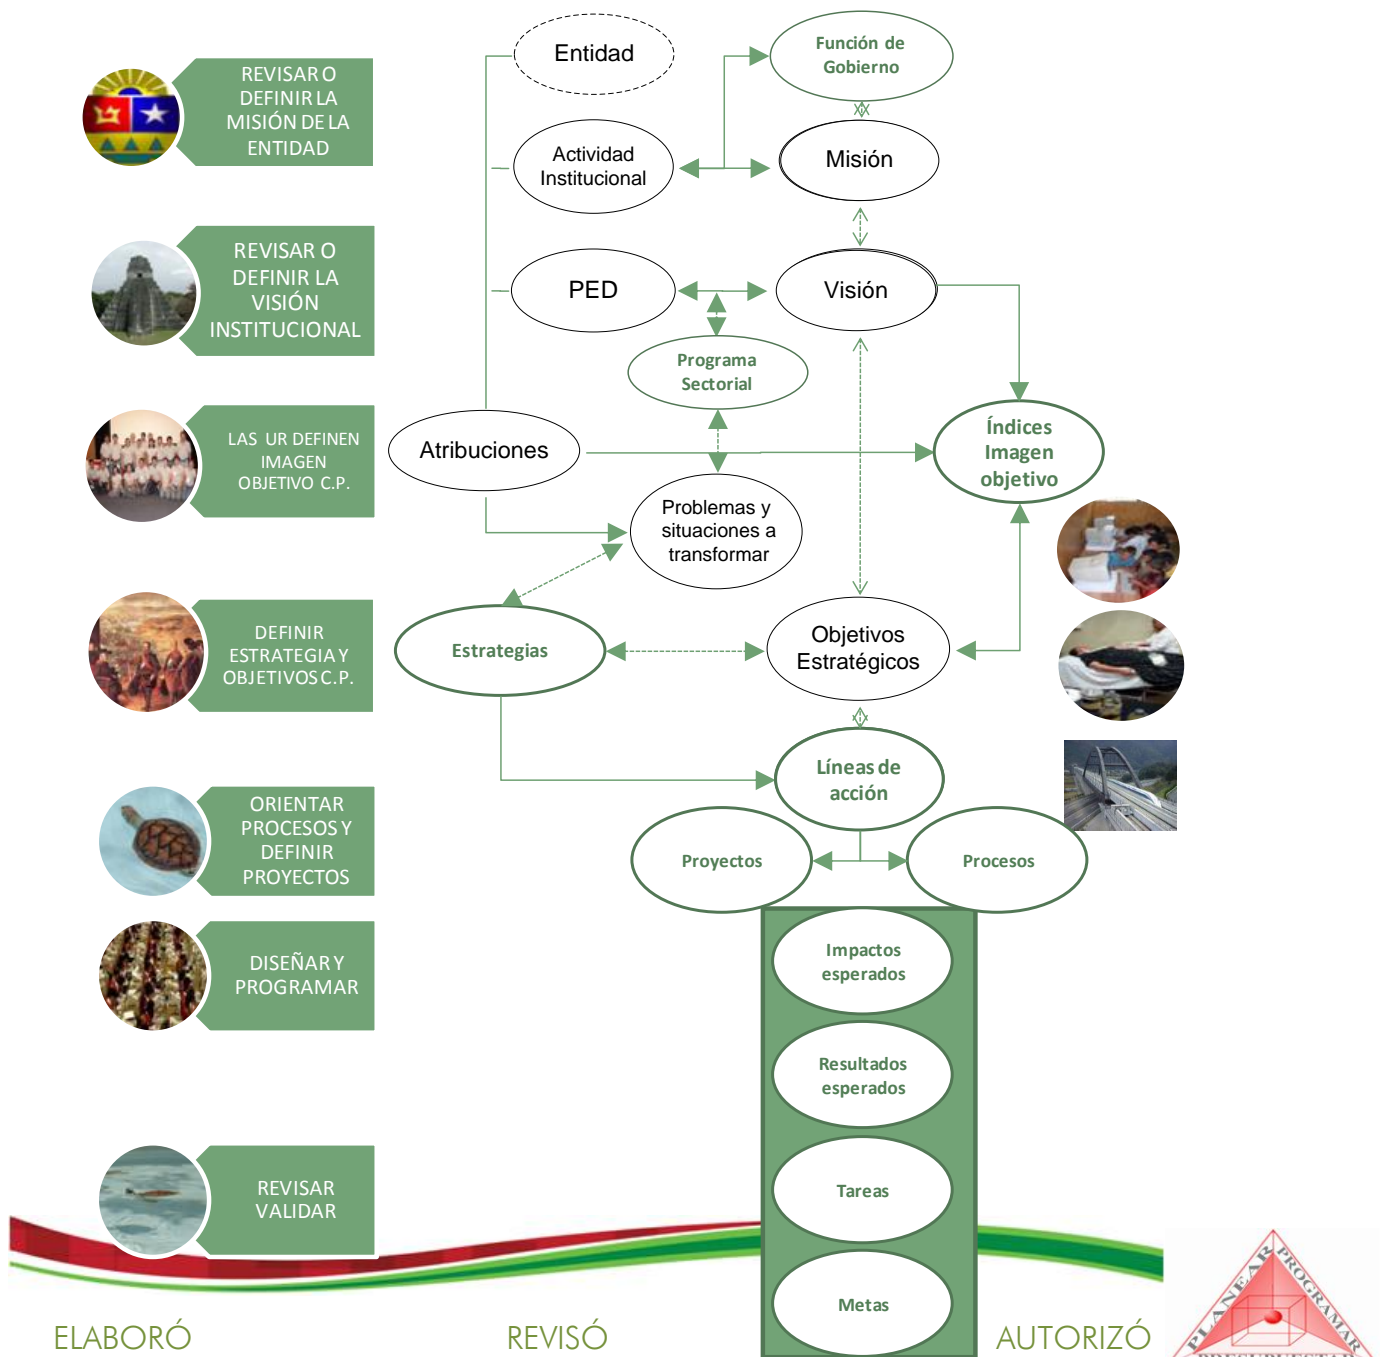 REVISAR O
DEFINIR LA
MISIÓN DE LA
ENTIDAD
REVISAR O
DEFINIR LA
VISIÓN
INSTITUCIONAL
LAS UR DEFINEN
IMAGEN
OBJETIVO C.P.
DEFINIR
ESTRATEGIA Y
OBJETIVOS C.P.
ORIENTAR
PROCESOS Y
DEFINIR
PROYECTOS
DISEÑAR Y
PROGRAMAR
REVISAR
VALIDAR
Entidad
Función de
Gobierno
Actividad
Institucional
Misión
PED
Visión
Programa
Sectorial
Atribuciones
Índices
Imagen
objetivo
Problemas y
situaciones a
transformar
Estrategias
Objetivos
Estratégicos
Líneas de
acción
Proyectos
Procesos
Impactos
esperados
Resultados
esperados
Tareas
Metas
ELABORÓ
REVISÓ
AUTORIZÓ
PLANEAR
PROGRAMAR
PRESUPUESTAR